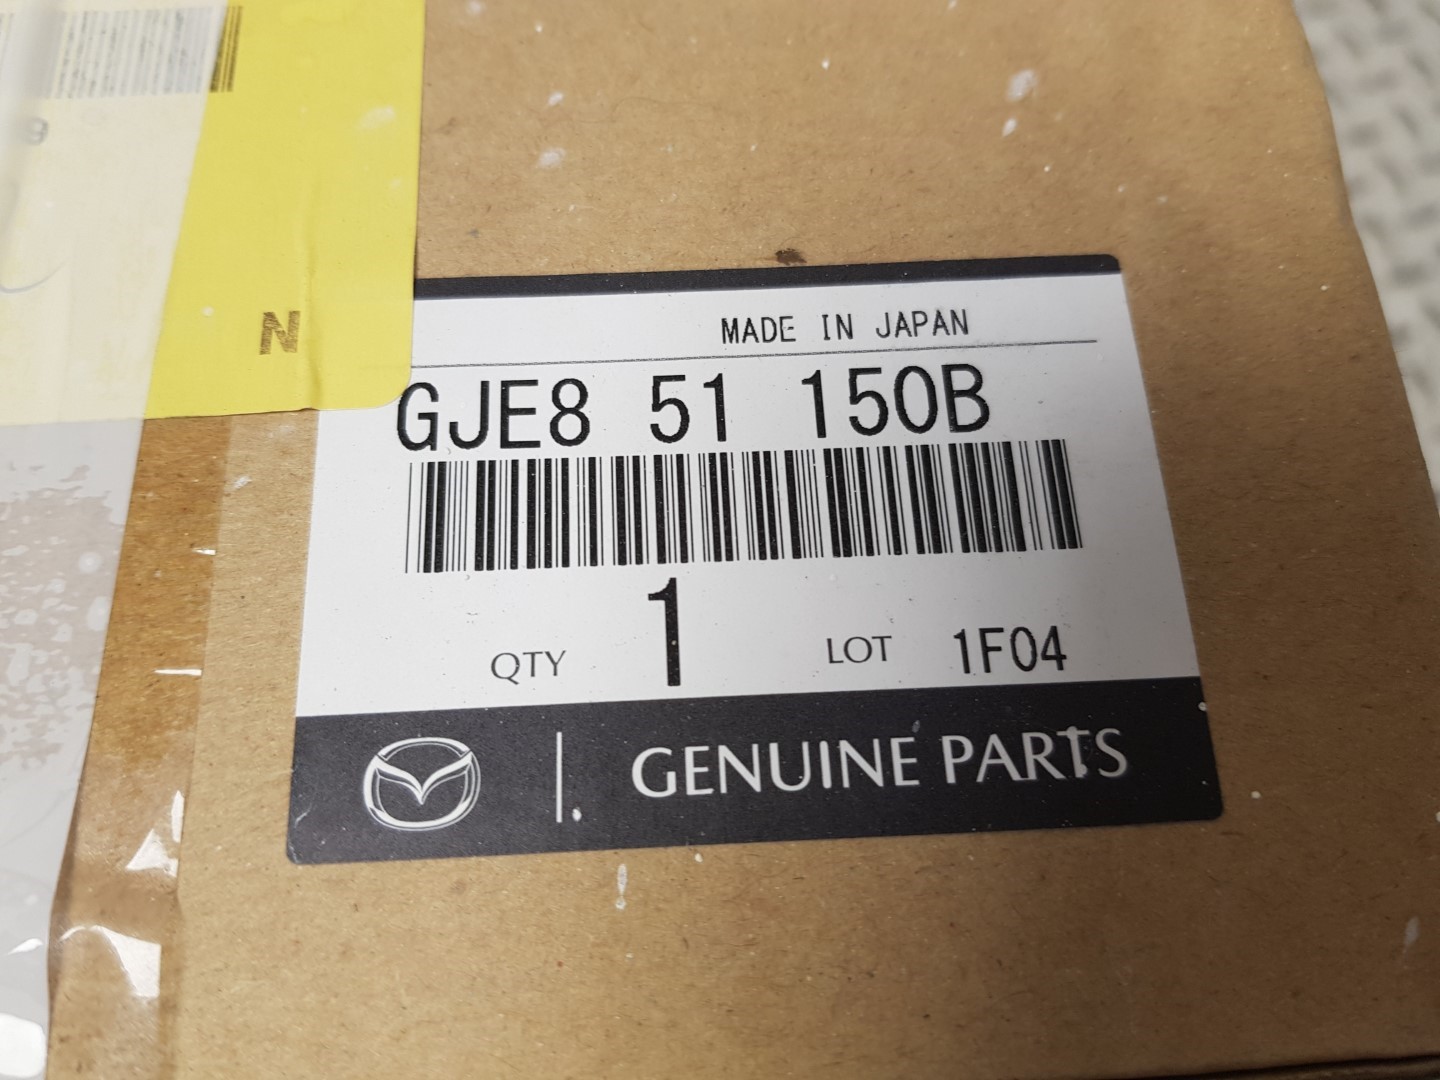 N
MADE IN JAPAN
GJE8 51 150B
QTY 1 LOT 1F04
GENUINE PARTS